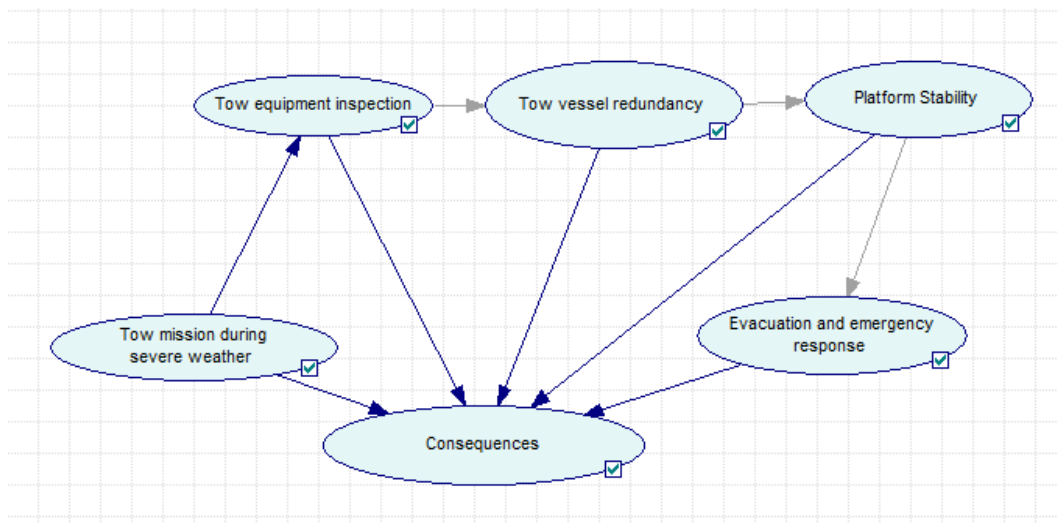 Tow equipment inspection
Tow vessel redundancy
Platform Stability
Tow mission during
severe weather
Evacuation and emergency
response
Consequences